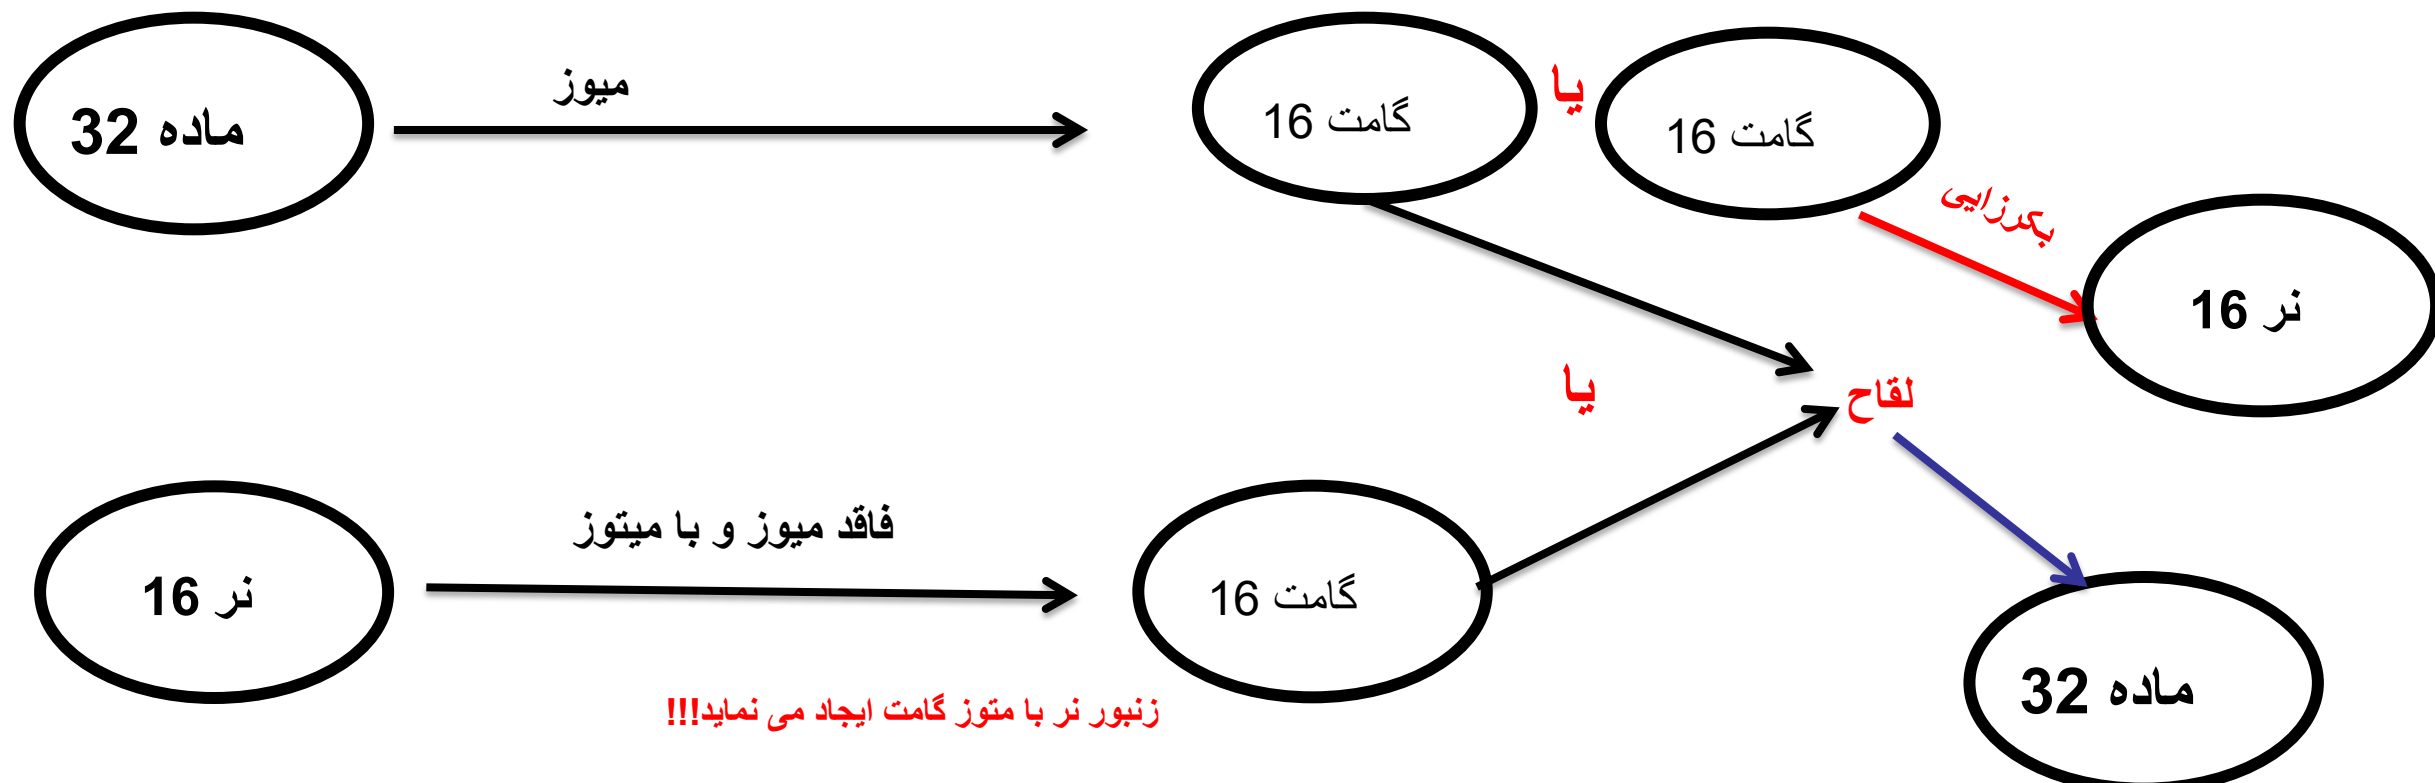 ماده 32
میوز
گامت 16
یا
گامت 16
بکرزایی
نر 16
یا
لقاح
نر 16
فاقد میوز و با میتوز
گامت 16
ماده 32
زنبور نر با متوز گامت ایجاد می نماید!!!